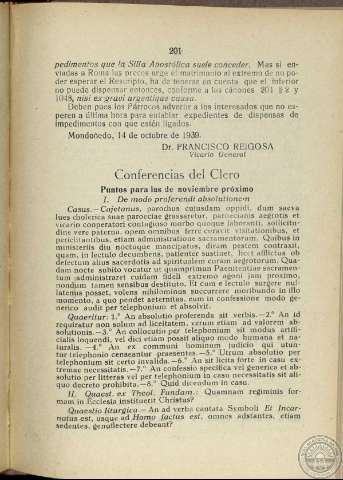 201
pedimentos que la Silla Apostólica suele conceder. Mas si en-
viadas a Roma las preces urge el matrimonio al extremo de no po-
der esperar el Rescripto, ha de tenerse en cuenta que el Inferior
no puede dispensar entonces, conforme a los cánones 201 § 2 y
1048, nisi ex gravi urgentique causa.
Deben pues los Párrocos advertir a los interesados que no es-
peren a última hora para entablar expedientes de dispensas de
impedimentos con que estén ligados.
Mondoñedo, 14 de octubre de 1939.
Dr. FRANCISCO REIGOSA
Vicario General
Conferencias del Clero
Puntos para las de noviembre próximo
I. De modo proferendi absolutionem
Casus.—Cajetanus, parochus cuiusdam oppidi, dum saeva
lues cholerica suae paroeciae grassaretur, paroecianis aegrotis et
vicario cooperatori contagioso morbo quoque laboranti, sollicitu-
dine vere paterna, opem omnibus ferre curavit visitationibus, et
periclitantibus, etiam administratione sacramentorum. Quibus in
ministeriis diu noctuque mancipatus, diem postem contraxit,
quam, in lectulo decumbens, patienter sustinet, licet afflictus ob
defectum alius sacerdotis ad spiritualem curam aegrotorum. Qua-
dam nocte subito vocatur ut quamprimum Paenitentiae sacramen-
tum administraret cuidam fideli extremo agoni iam proximo,
nondum tamen sensibus destituto. Et cum e lectulo surgere nul-
latenus posset, volens nihilominus succurrere moribundo in illo
momento, a quo pendet aeternitas, eum in confessione modo ge-
nerico audit per telephonium et absolvit.
Quaeritur: 1.º An absolutio proferenda sit verbis.—2.º An id
requiratur non solum ad liceitatem, verum etiam ad valorem ab-
solutionis.—3.º An collocutio per telephonium sit modus artifi-
cialis loquendi, vel dici etiam possit aliquo modo humana et na-
turalis.—4.º An ex communi hominum judicio qui utun-
tur telephonio censeantur praesentes.—5.º Utrum absolutio per
telephonium sit certo invalida.—6.º An sit licita forte in casu ex-
tremae necessitatis.—7.º An confessio specifica vel generica et ab-
solutio per litteras vel per telephonium in casu necessitatis sit ali-
quo decreto prohibita.—8.º Quid dicendum in casu.
II. Quaest. ex Theol. Fundam.: Quamnam regiminis for-
mam in Ecclesia instituerit Christus?
Quaestio liturgica.—An ad verba cantata Symboli Et Incar-
natus est, usque ad Homo factus est, omnes adstantes, etiam
sedentes, genuflectere debeant?